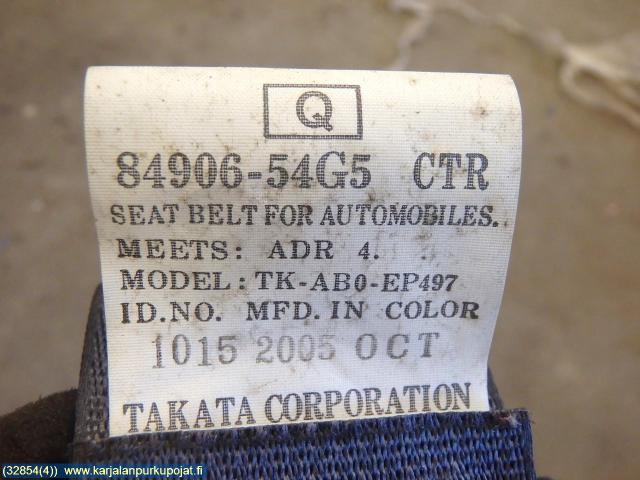 Q
84906-54G5 CTR
SEAT BELT FOR AUTOMOBILES.
MEETS: ADR 4.
MODEL: TK-AB0-EP497
ID.NO. MFD. IN COLOR
1015 2005 OCT
TAKATA CORPORATION
(32854(4)) www.karjalanpurkupojat.fi